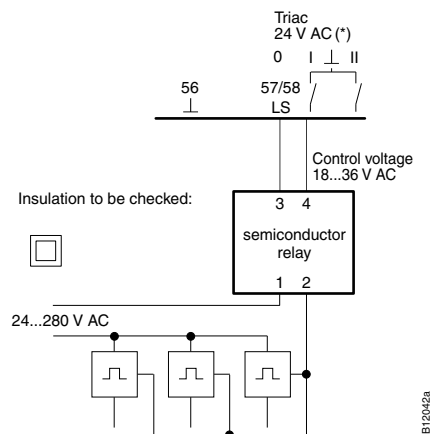 Triac
24 V AC (*)
0 I II
56 57/58
LS
Control voltage
18...36 V AC
Insulation to be checked:
3 4
semiconductor
relay
1 2
24...280 V AC
B12042a